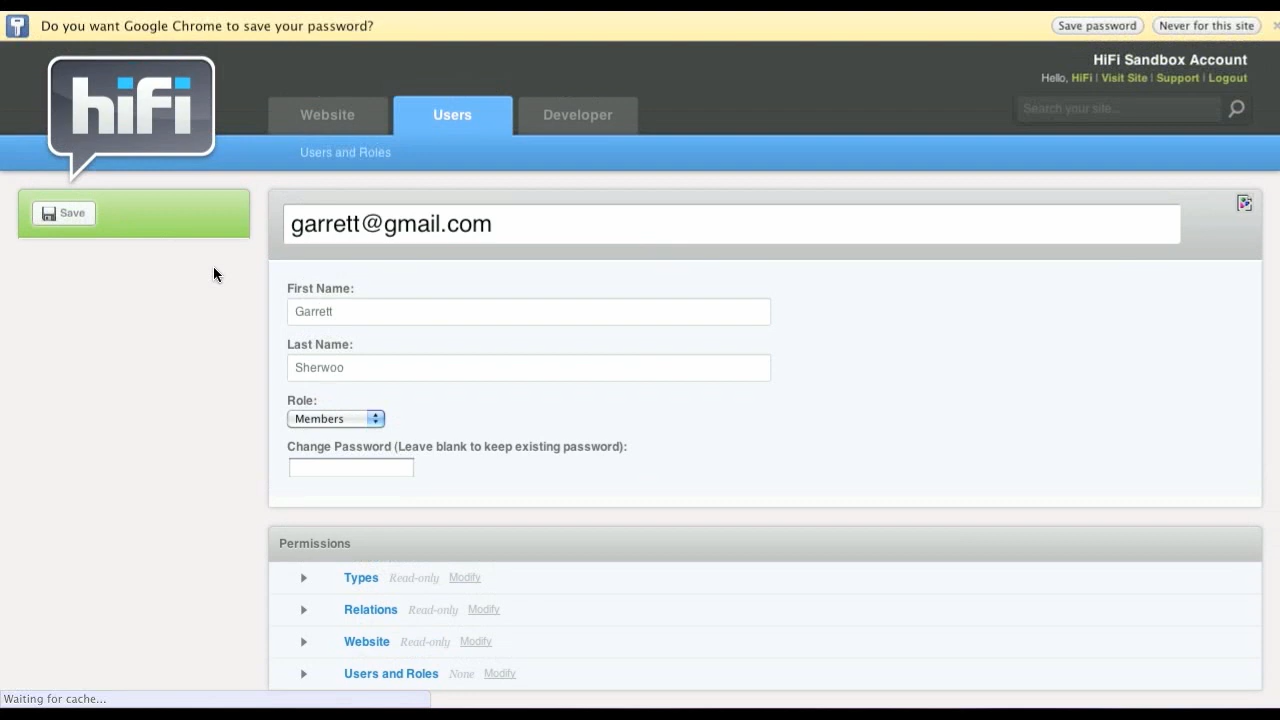 Do you want Google Chrome to save your password? Save password Never for this site
HiFi Sandbox Account
Hello, HiFi | Visit Site | Support | Logout
hifi
Website Users Developer
Search your site...
Users and Roles
Save
garrett@gmail.com
First Name:
Garrett
Last Name:
Sherwoo
Role:
Members
Change Password (Leave blank to keep existing password):
Permissions
Types Read-only Modify
Relations Read-only Modify
Website Read-only Modify
Users and Roles None Modify
Waiting for cache...